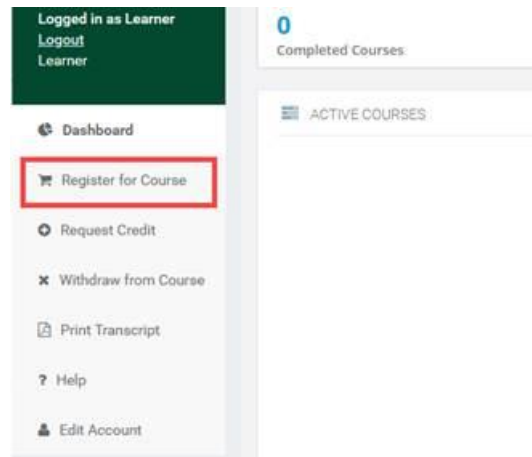 Logged in as Learner
Logout
Learner
0
Completed Courses
Dashboard
ACTIVE COURSES
Register for Course
Request Credit
Withdraw from Course
Print Transcript
? Help
Edit Account